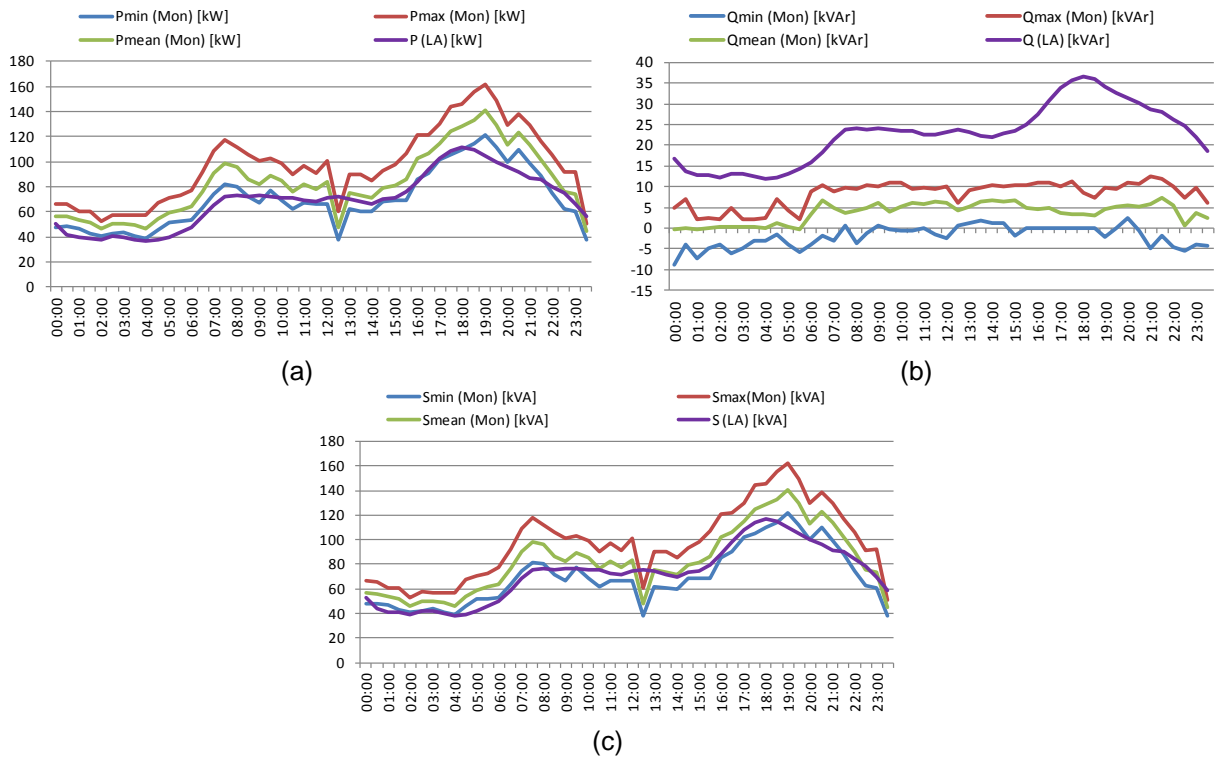 Pmin (Mon) [kW] Pmax (Mon) [kW]
Pmean (Mon) [kW] P (LA) [kW]
180
160
140
120
100
80
60
40
20
0
00:00 01:00 02:00 03:00 04:00 05:00 06:00 07:00 08:00 09:00 10:00 11:00 12:00 13:00 14:00 15:00 16:00 17:00 18:00 19:00 20:00 21:00 22:00 23:00
(a)
Qmin (Mon) [kVAr] Qmax (Mon) [kVAr]
Qmean (Mon) [kVAr] Q (LA) [kVAr]
40
35
30
25
20
15
10
5
0
-5
-10
-15
00:00 01:00 02:00 03:00 04:00 05:00 06:00 07:00 08:00 09:00 10:00 11:00 12:00 13:00 14:00 15:00 16:00 17:00 18:00 19:00 20:00 21:00 22:00 23:00
(b)
Smin (Mon) [kVA] Smax(Mon) [kVA]
Smean (Mon) [kVA] S (LA) [kVA]
180
160
140
120
100
80
60
40
20
0
00:00 01:00 02:00 03:00 04:00 05:00 06:00 07:00 08:00 09:00 10:00 11:00 12:00 13:00 14:00 15:00 16:00 17:00 18:00 19:00 20:00 21:00 22:00 23:00
(c)